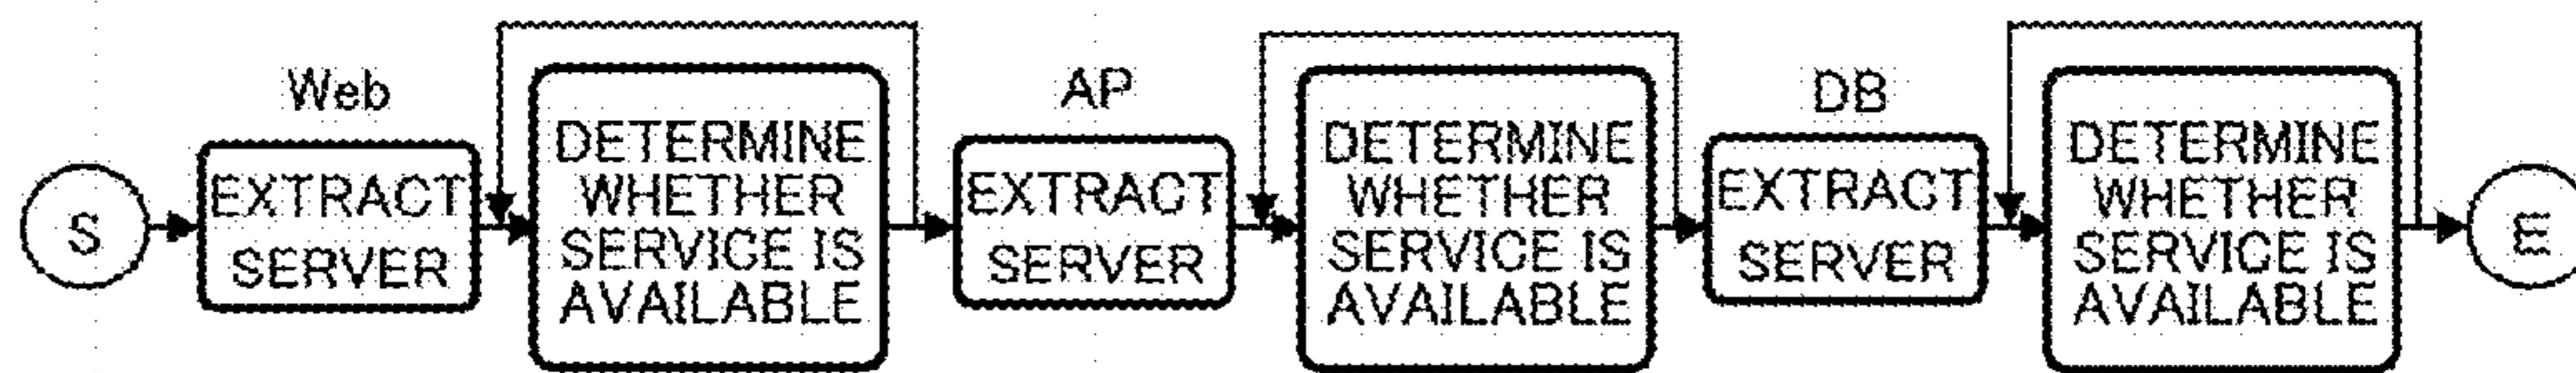 S
Web
EXTRACT
SERVER
DETERMINE
WHETHER
SERVICE IS
AVAILABLE
AP
EXTRACT
SERVER
DETERMINE
WHETHER
SERVICE IS
AVAILABLE
DB
EXTRACT
SERVER
DETERMINE
WHETHER
SERVICE IS
AVAILABLE
E